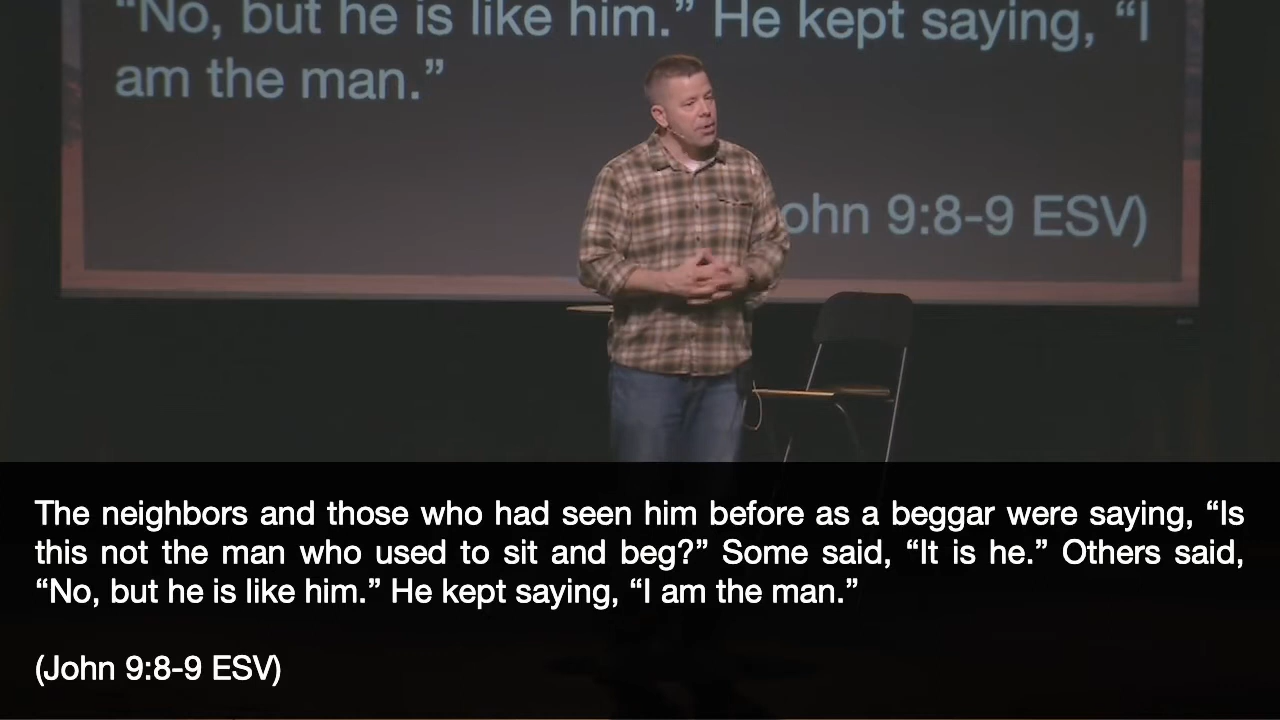 “No, but he is like him.” He kept saying, “I
am the man.”
ohn 9:8-9 ESV)
The neighbors and those who had seen him before as a beggar were saying, “Is
this not the man who used to sit and beg?” Some said, “It is he.” Others said,
“No, but he is like him.” He kept saying, “I am the man.”
(John 9:8-9 ESV)